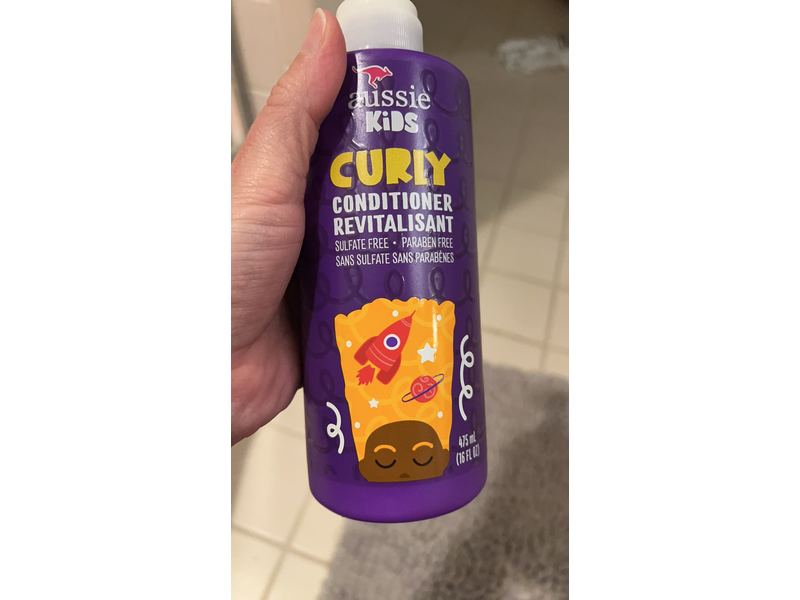 aussie
KiDS
CURLY
CONDITIONER
REVITALISANT
SULFATE FREE • PARABEN FREE
SANS SULFATE SANS PARABÈNES
475 mL
(16 FL OZ)